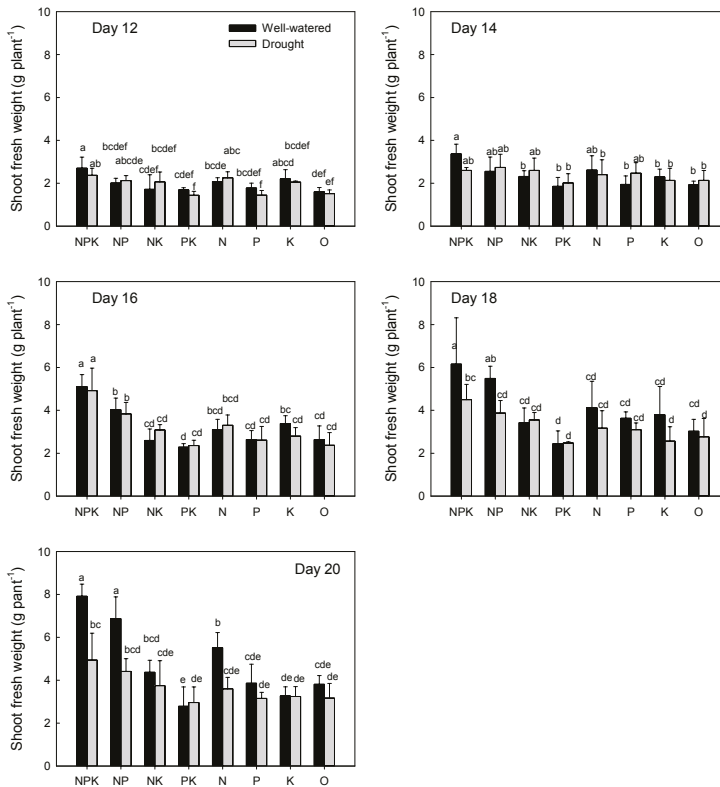 Day 12
Well-watered
Drought
Shoot fresh weight (g plant-1)
10
8
6
4
2
0
a ab bcdef abcde bcdef cdef cdef f bcde abc bcdef f bcdef abcd def ef
NPK NP NK PK N P K O
Day 14
Shoot fresh weight (g plant-1)
10
8
6
4
2
0
a ab ab ab b ab b b ab b b ab b b b b
NPK NP NK PK N P K O
Day 16
Shoot fresh weight (g plant-1)
10
8
6
4
2
0
a a b b cd cd d cd bcd bcd cd cd bc cd cd cd
NPK NP NK PK N P K O
Day 18
Shoot fresh weight (g plant-1)
10
8
6
4
2
0
a bc ab cd cd cd cd d cd cd cd cd cd d cd d
NPK NP NK PK N P K O
Day 20
Shoot fresh weight (g pant-1)
10
8
6
4
2
0
a bc a bcd bcd cde e de b cde cde de de de cde de
NPK NP NK PK N P K O